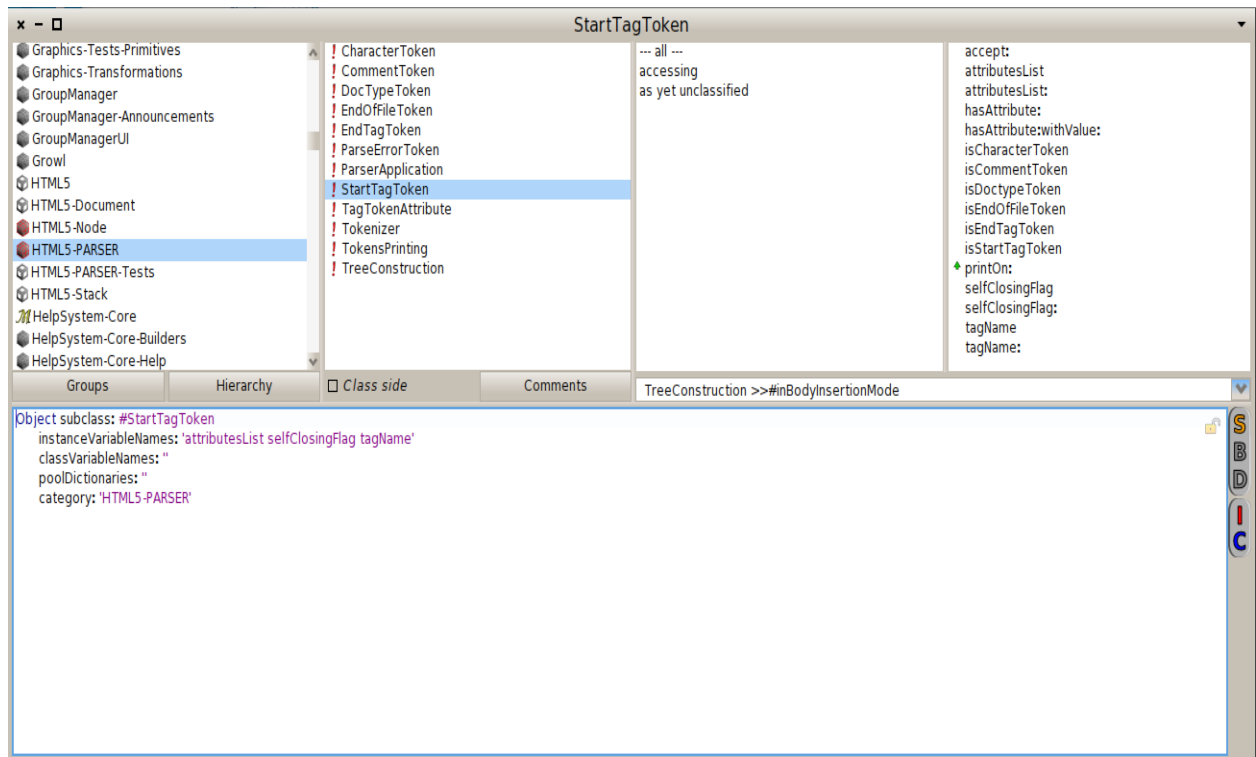 StartTagToken
Graphics-Tests-Primitives
Graphics-Transformations
GroupManager
GroupManager-Announcements
GroupManagerUI
Growl
HTML5
HTML5-Document
HTML5-Node
HTML5-PARSER
HTML5-PARSER-Tests
HTML5-Stack
HelpSystem-Core
HelpSystem-Core-Builders
HelpSystem-Core-Help
Groups
Hierarchy
! CharacterToken
! CommentToken
! DocTypeToken
! EndOfFileToken
! EndTagToken
! ParseErrorToken
! ParserApplication
! StartTagToken
! TagTokenAttribute
! Tokenizer
! TokensPrinting
! TreeConstruction
Class side
Comments
--- all ---
accessing
as yet unclassified
accept:
attributesList
attributesList:
hasAttribute:
hasAttribute:withValue:
isCharacterToken
isCommentToken
isDoctypeToken
isEndOfFileToken
isEndTagToken
isStartTagToken
printOn:
selfClosingFlag
selfClosingFlag:
tagName
tagName:
TreeConstruction >>#inBodyInsertionMode
Object subclass: #StartTagToken
instanceVariableNames: 'attributesList selfClosingFlag tagName'
classVariableNames: ''
poolDictionaries: ''
category: 'HTML5-PARSER'
S
B
D
I
C